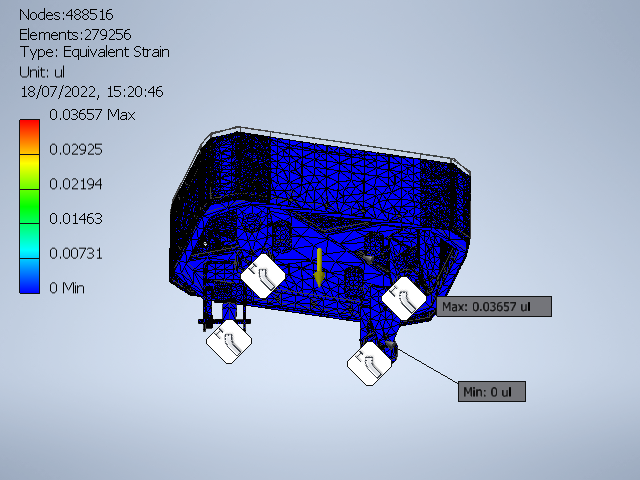 Nodes:488516
Elements:279256
Type: Equivalent Strain
Unit: ul
18/07/2022, 15:20:46
0.03657 Max
0.02925
0.02194
0.01463
0.00731
0 Min
Max: 0.03657 ul
Min: 0 ul